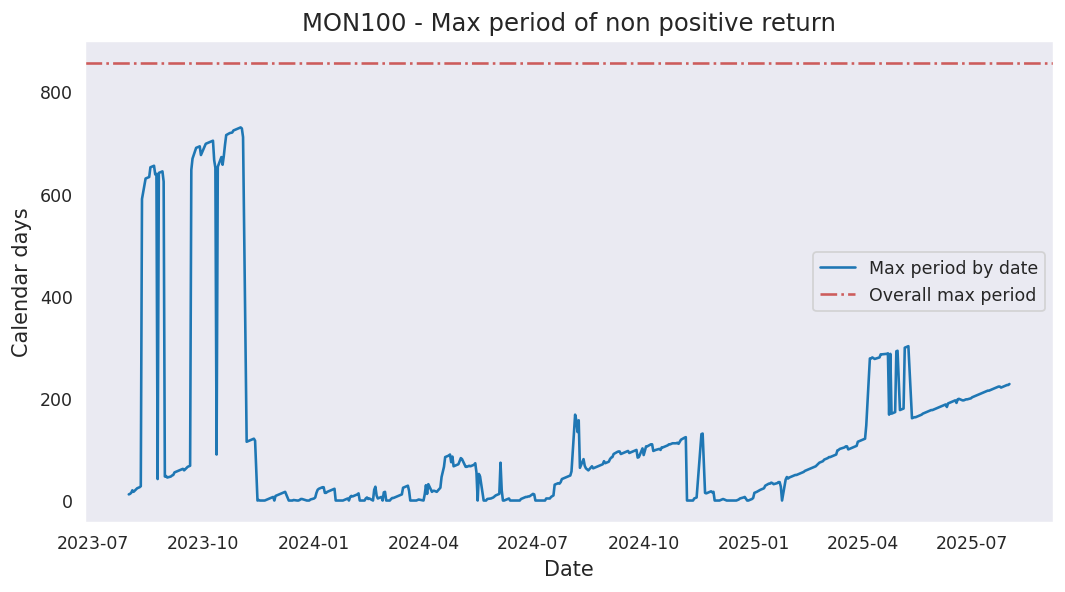 MON100 - Max period of non positive return
Calendar days
800
600
400
200
0
Max period by date
Overall max period
2023-07 2023-10 2024-01 2024-04 2024-07 2024-10 2025-01 2025-04 2025-07
Date